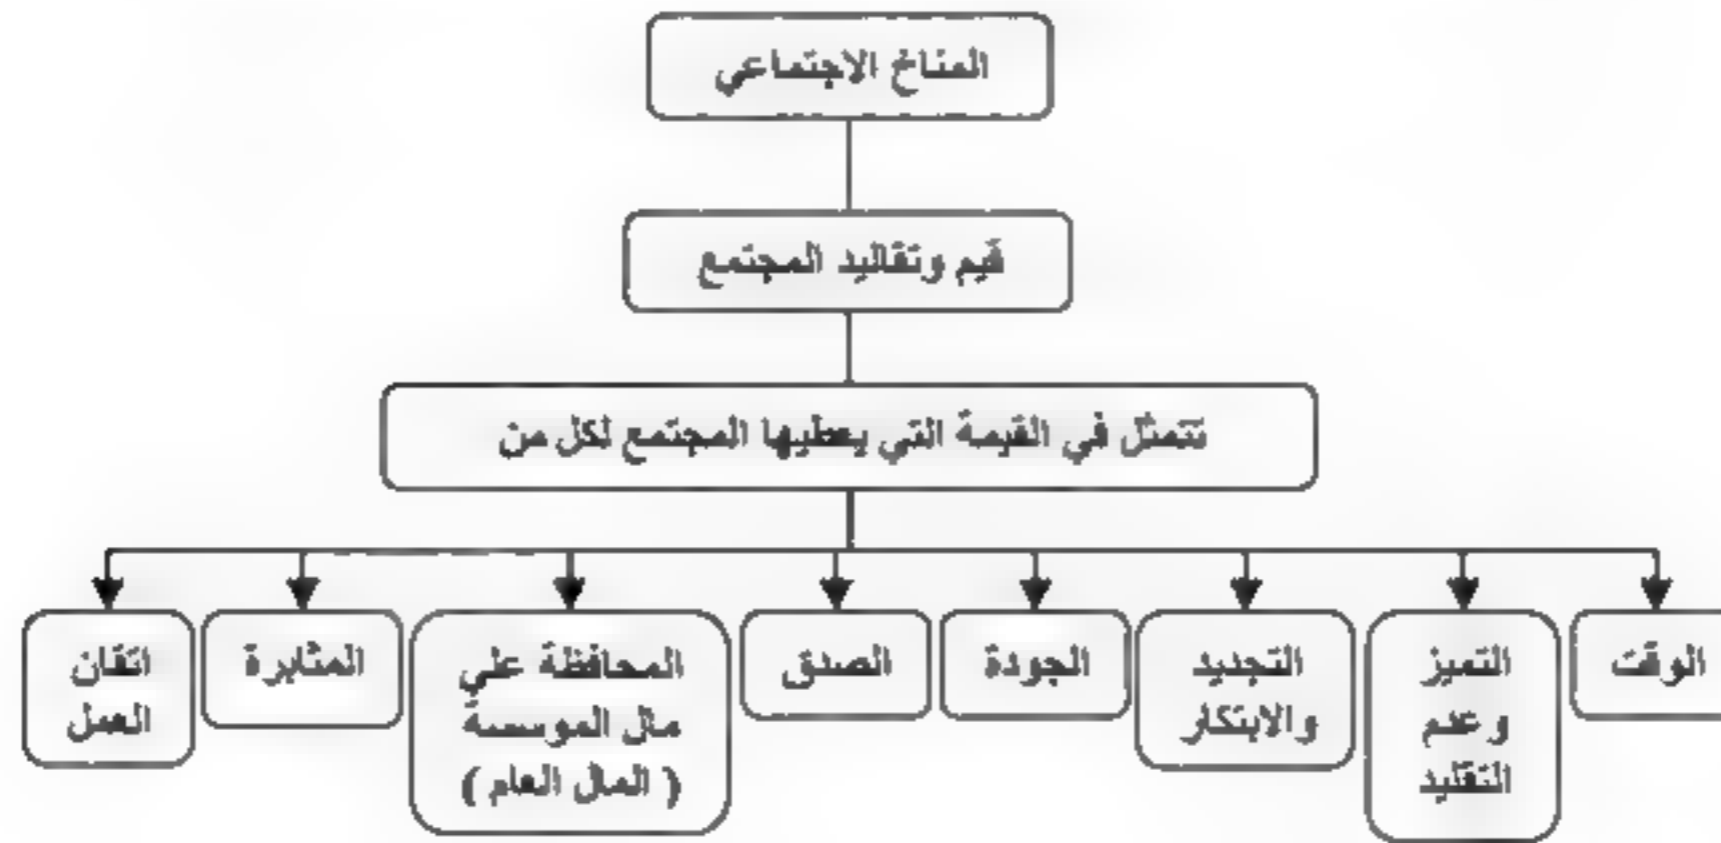 المناخ الاجتماعي
قيم وتقاليد المجتمع
تتمثل في القيمة التي يعطيها المجتمع لكل من
الوقت
التميز
وعدم
التقليد
التجديد
والابتكار
الجودة
الصدق
المحافظة علي
مال الموسسة
( المال العام )
المثابرة
اتقان
العمل